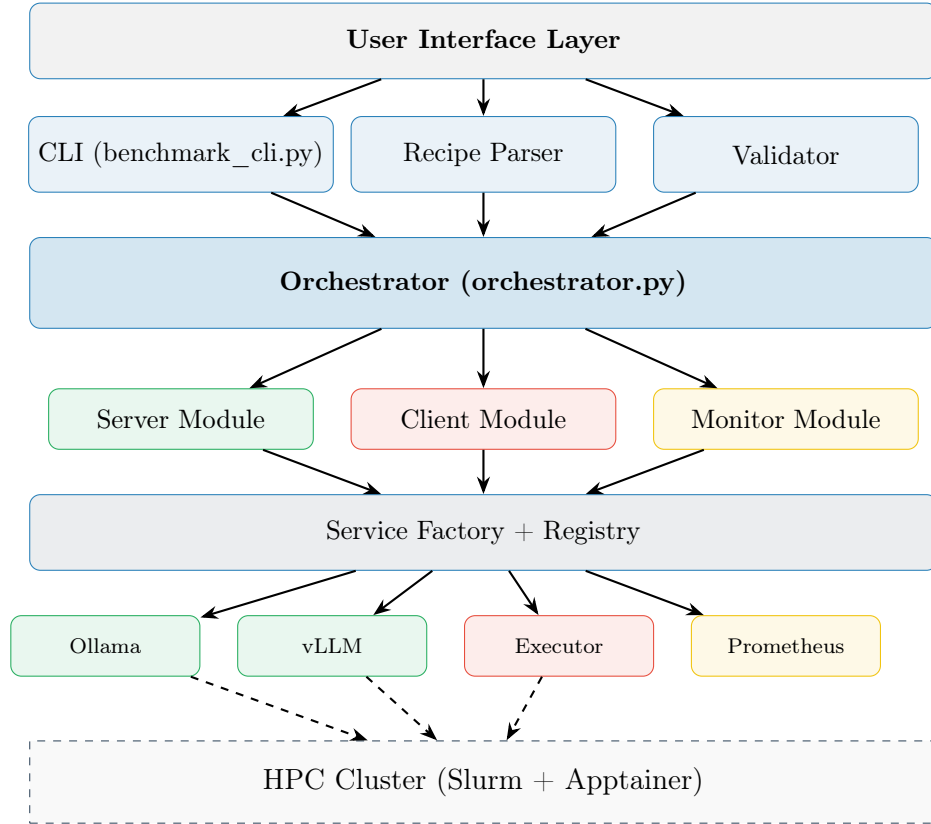 User Interface Layer
CLI (benchmark_cli.py)
Recipe Parser
Validator
Orchestrator (orchestrator.py)
Server Module
Client Module
Monitor Module
Service Factory + Registry
Ollama
vLLM
Executor
Prometheus
HPC Cluster (Slurm + Apptainer)